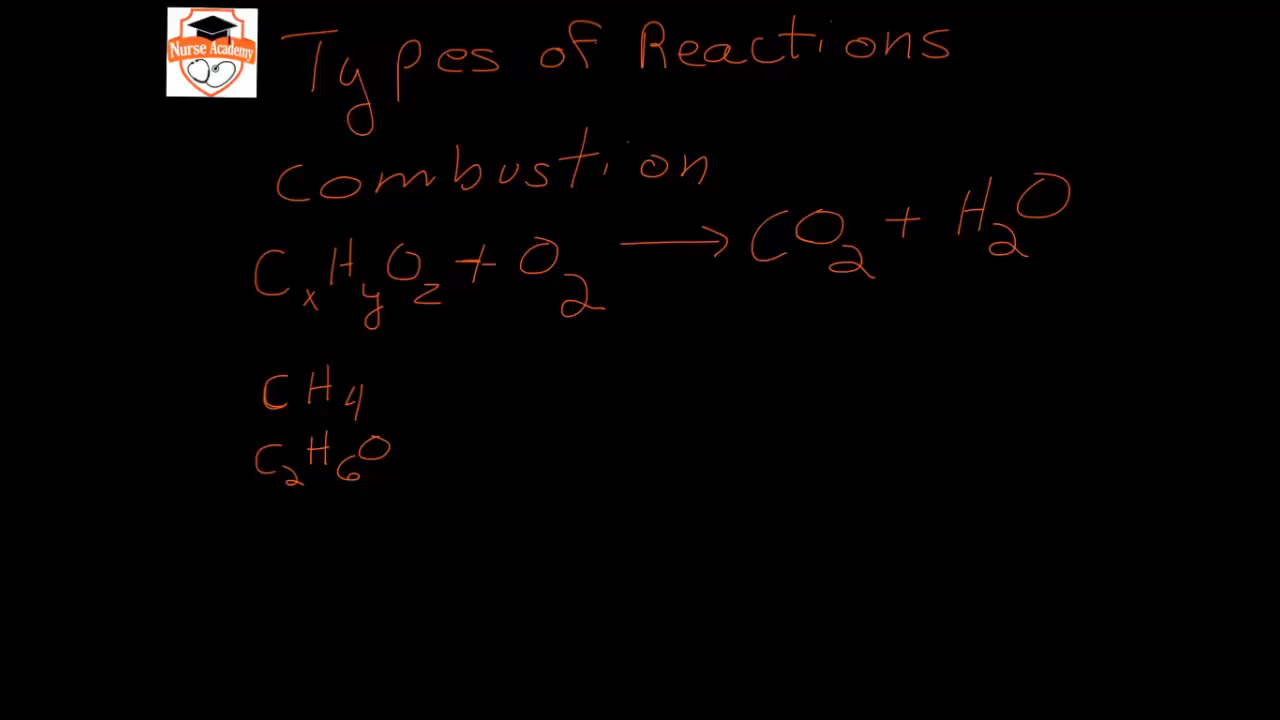 Nurse Academy
Types of Reactions
Combustion
CxHyOz + O2 → CO2 + H2O
CH4
C2H6O